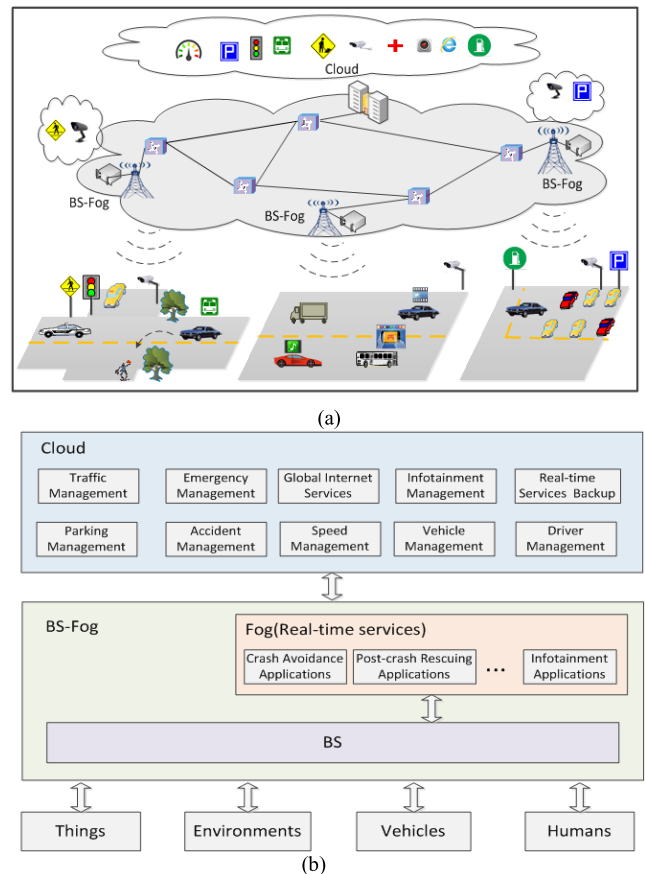 Cloud
P
P
BS-Fog
BS-Fog
BS-Fog
P
(a)
Cloud
Traffic
Management
Emergency
Management
Global Internet
Services
Infotainment
Management
Real-time
Services Backup
Parking
Management
Accident
Management
Speed
Management
Vehicle
Management
Driver
Management
BS-Fog
Fog(Real-time services)
Crash Avoidance
Applications
Post-crash Rescuing
Applications
...
Infotainment
Applications
BS
Things
Environments
Vehicles
Humans
(b)